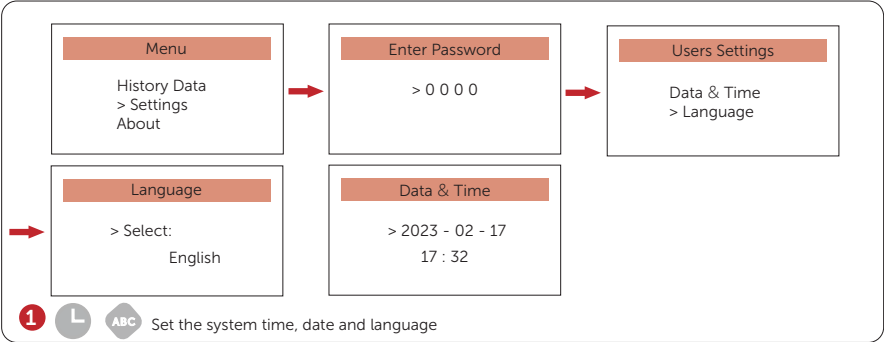 Menu
History Data
> Settings
About
Enter Password
> 0 0 0 0
Users Settings
Data & Time
> Language
Language
> Select:
English
Data & Time
> 2023 - 02 - 17
17 : 32
1 ABC Set the system time, date and language